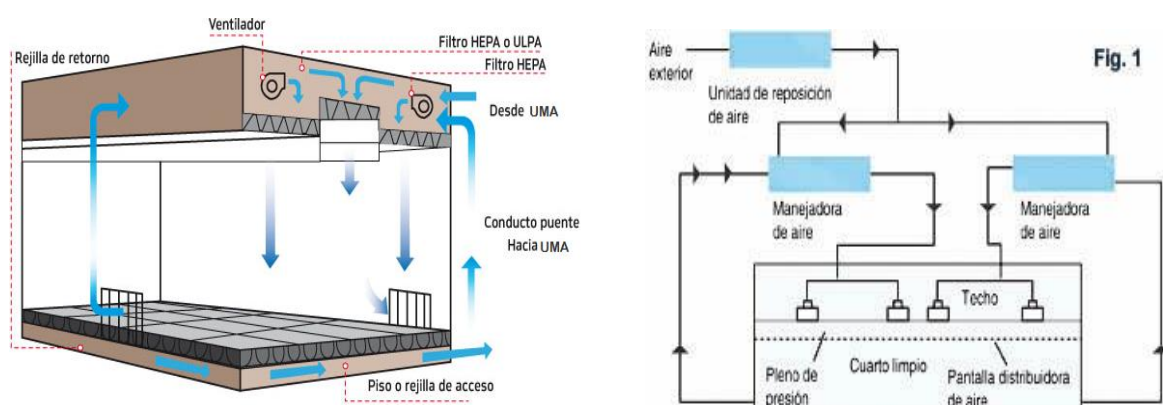 Ventilador
Filtro HEPA o ULPA
Rejilla de retorno
Filtro HEPA
Desde UMA
Conducto puente
Hacia UMA
Piso o rejilla de acceso
Aire
exterior
Fig. 1
Unidad de reposición
de aire
Manejadora
de aire
Manejadora
de aire
Techo
Pleno de
presión
Cuarto limpio
Pantalla distribuidora
de aire